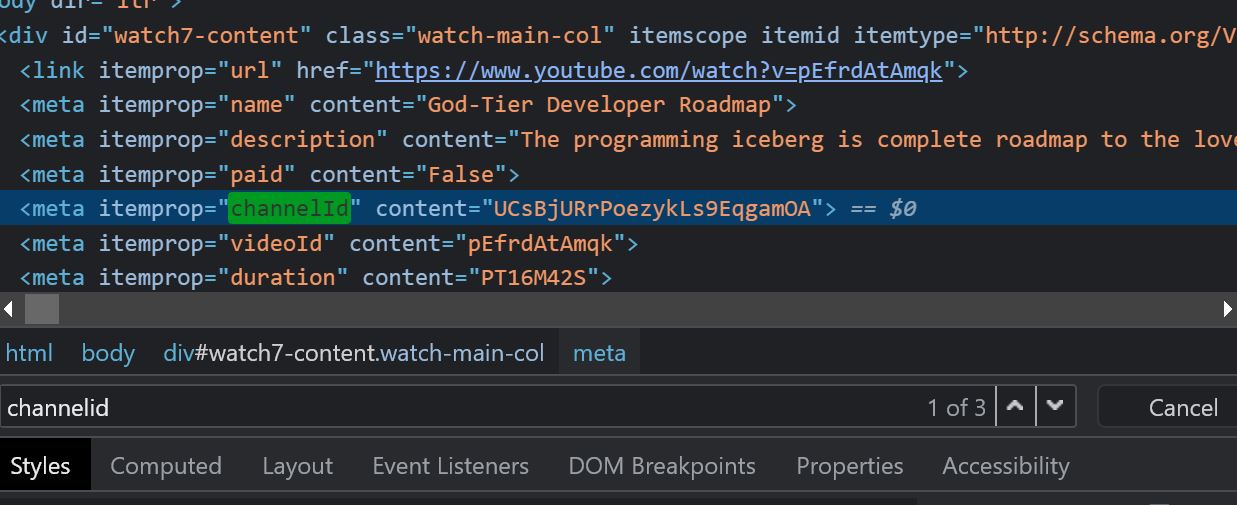 ody dir="ltr">
<div id="watch7-content" class="watch-main-col" itemscope itemid itemtype="http://schema.org/V
<link itemprop="url" href="https://www.youtube.com/watch?v=pEfrdAtAmqk">
<meta itemprop="name" content="God-Tier Developer Roadmap">
<meta itemprop="description" content="The programming iceberg is complete roadmap to the love
<meta itemprop="paid" content="False">
<meta itemprop="channelId" content="UCsBjURrPoezykLs9EqgamOA"> == $0
<meta itemprop="videoId" content="pEfrdAtAmqk">
<meta itemprop="duration" content="PT16M42S">
html body div#watch7-content.watch-main-col meta
channelid 1 of 3 Cancel
Styles Computed Layout Event Listeners DOM Breakpoints Properties Accessibility